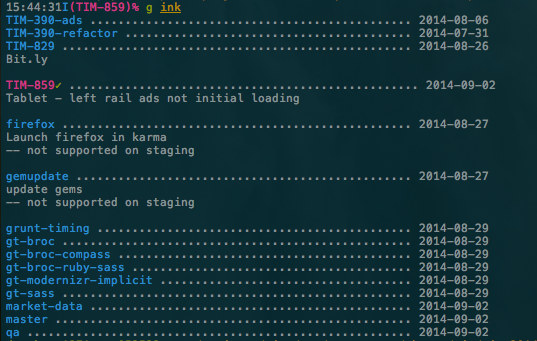 15:44:31I(TIM-859)% g ink
TIM-390-ads ............................................. 2014-08-06
TIM-390-refactor ........................................ 2014-07-31
TIM-829 ................................................. 2014-08-26
Bit.ly
TIM-859✓ ................................................ 2014-09-02
Tablet - left rail ads not initial loading
firefox ................................................. 2014-08-27
Launch firefox in karma
-- not supported on staging
gemupdate ............................................... 2014-08-27
update gems
-- not supported on staging
grunt-timing ............................................ 2014-08-29
gt-broc ................................................. 2014-08-29
gt-broc-compass ......................................... 2014-08-29
gt-broc-ruby-sass ....................................... 2014-08-29
gt-modernizr-implicit ................................... 2014-08-29
gt-sass ................................................. 2014-08-29
market-data ............................................. 2014-09-02
master .................................................. 2014-09-02
qa ...................................................... 2014-09-02